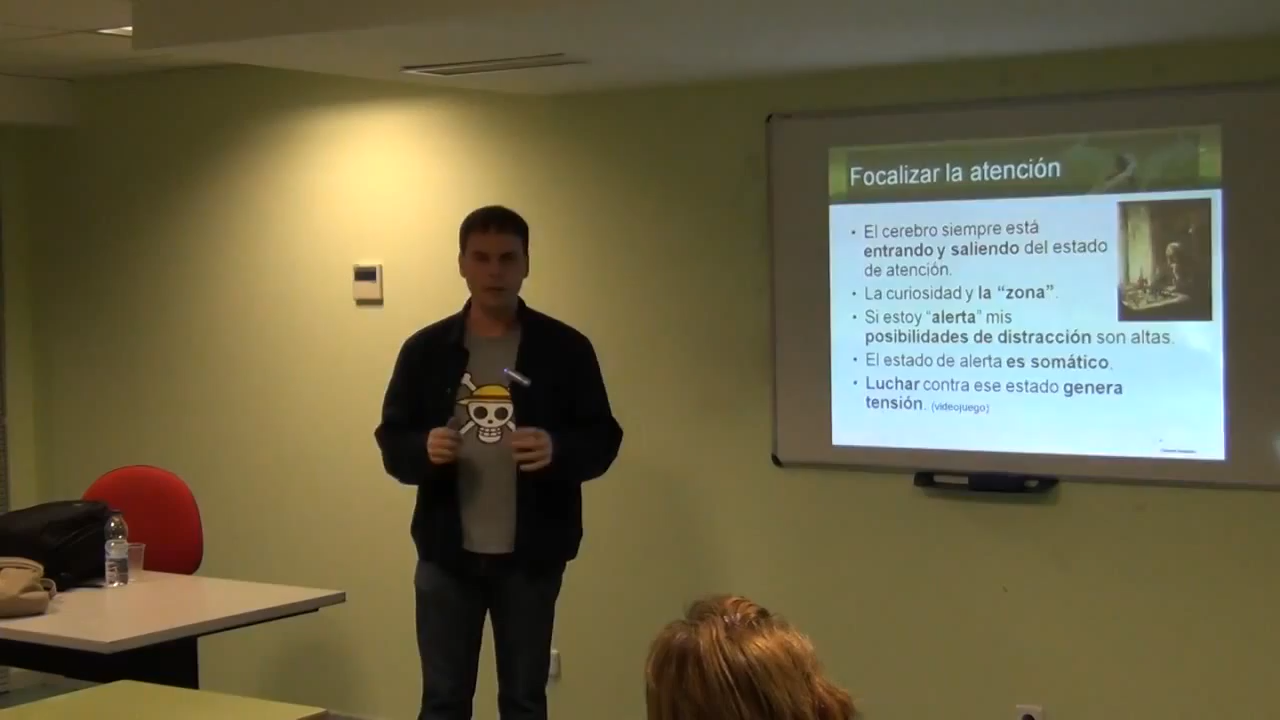 Focalizar la atención
• El cerebro siempre está
entrando y saliendo del estado
de atención.
• La curiosidad y la “zona”.
• Si estoy “alerta” mis
posibilidades de distracción son altas.
• El estado de alerta es somático.
• Luchar contra ese estado genera
tensión. (videojuego)